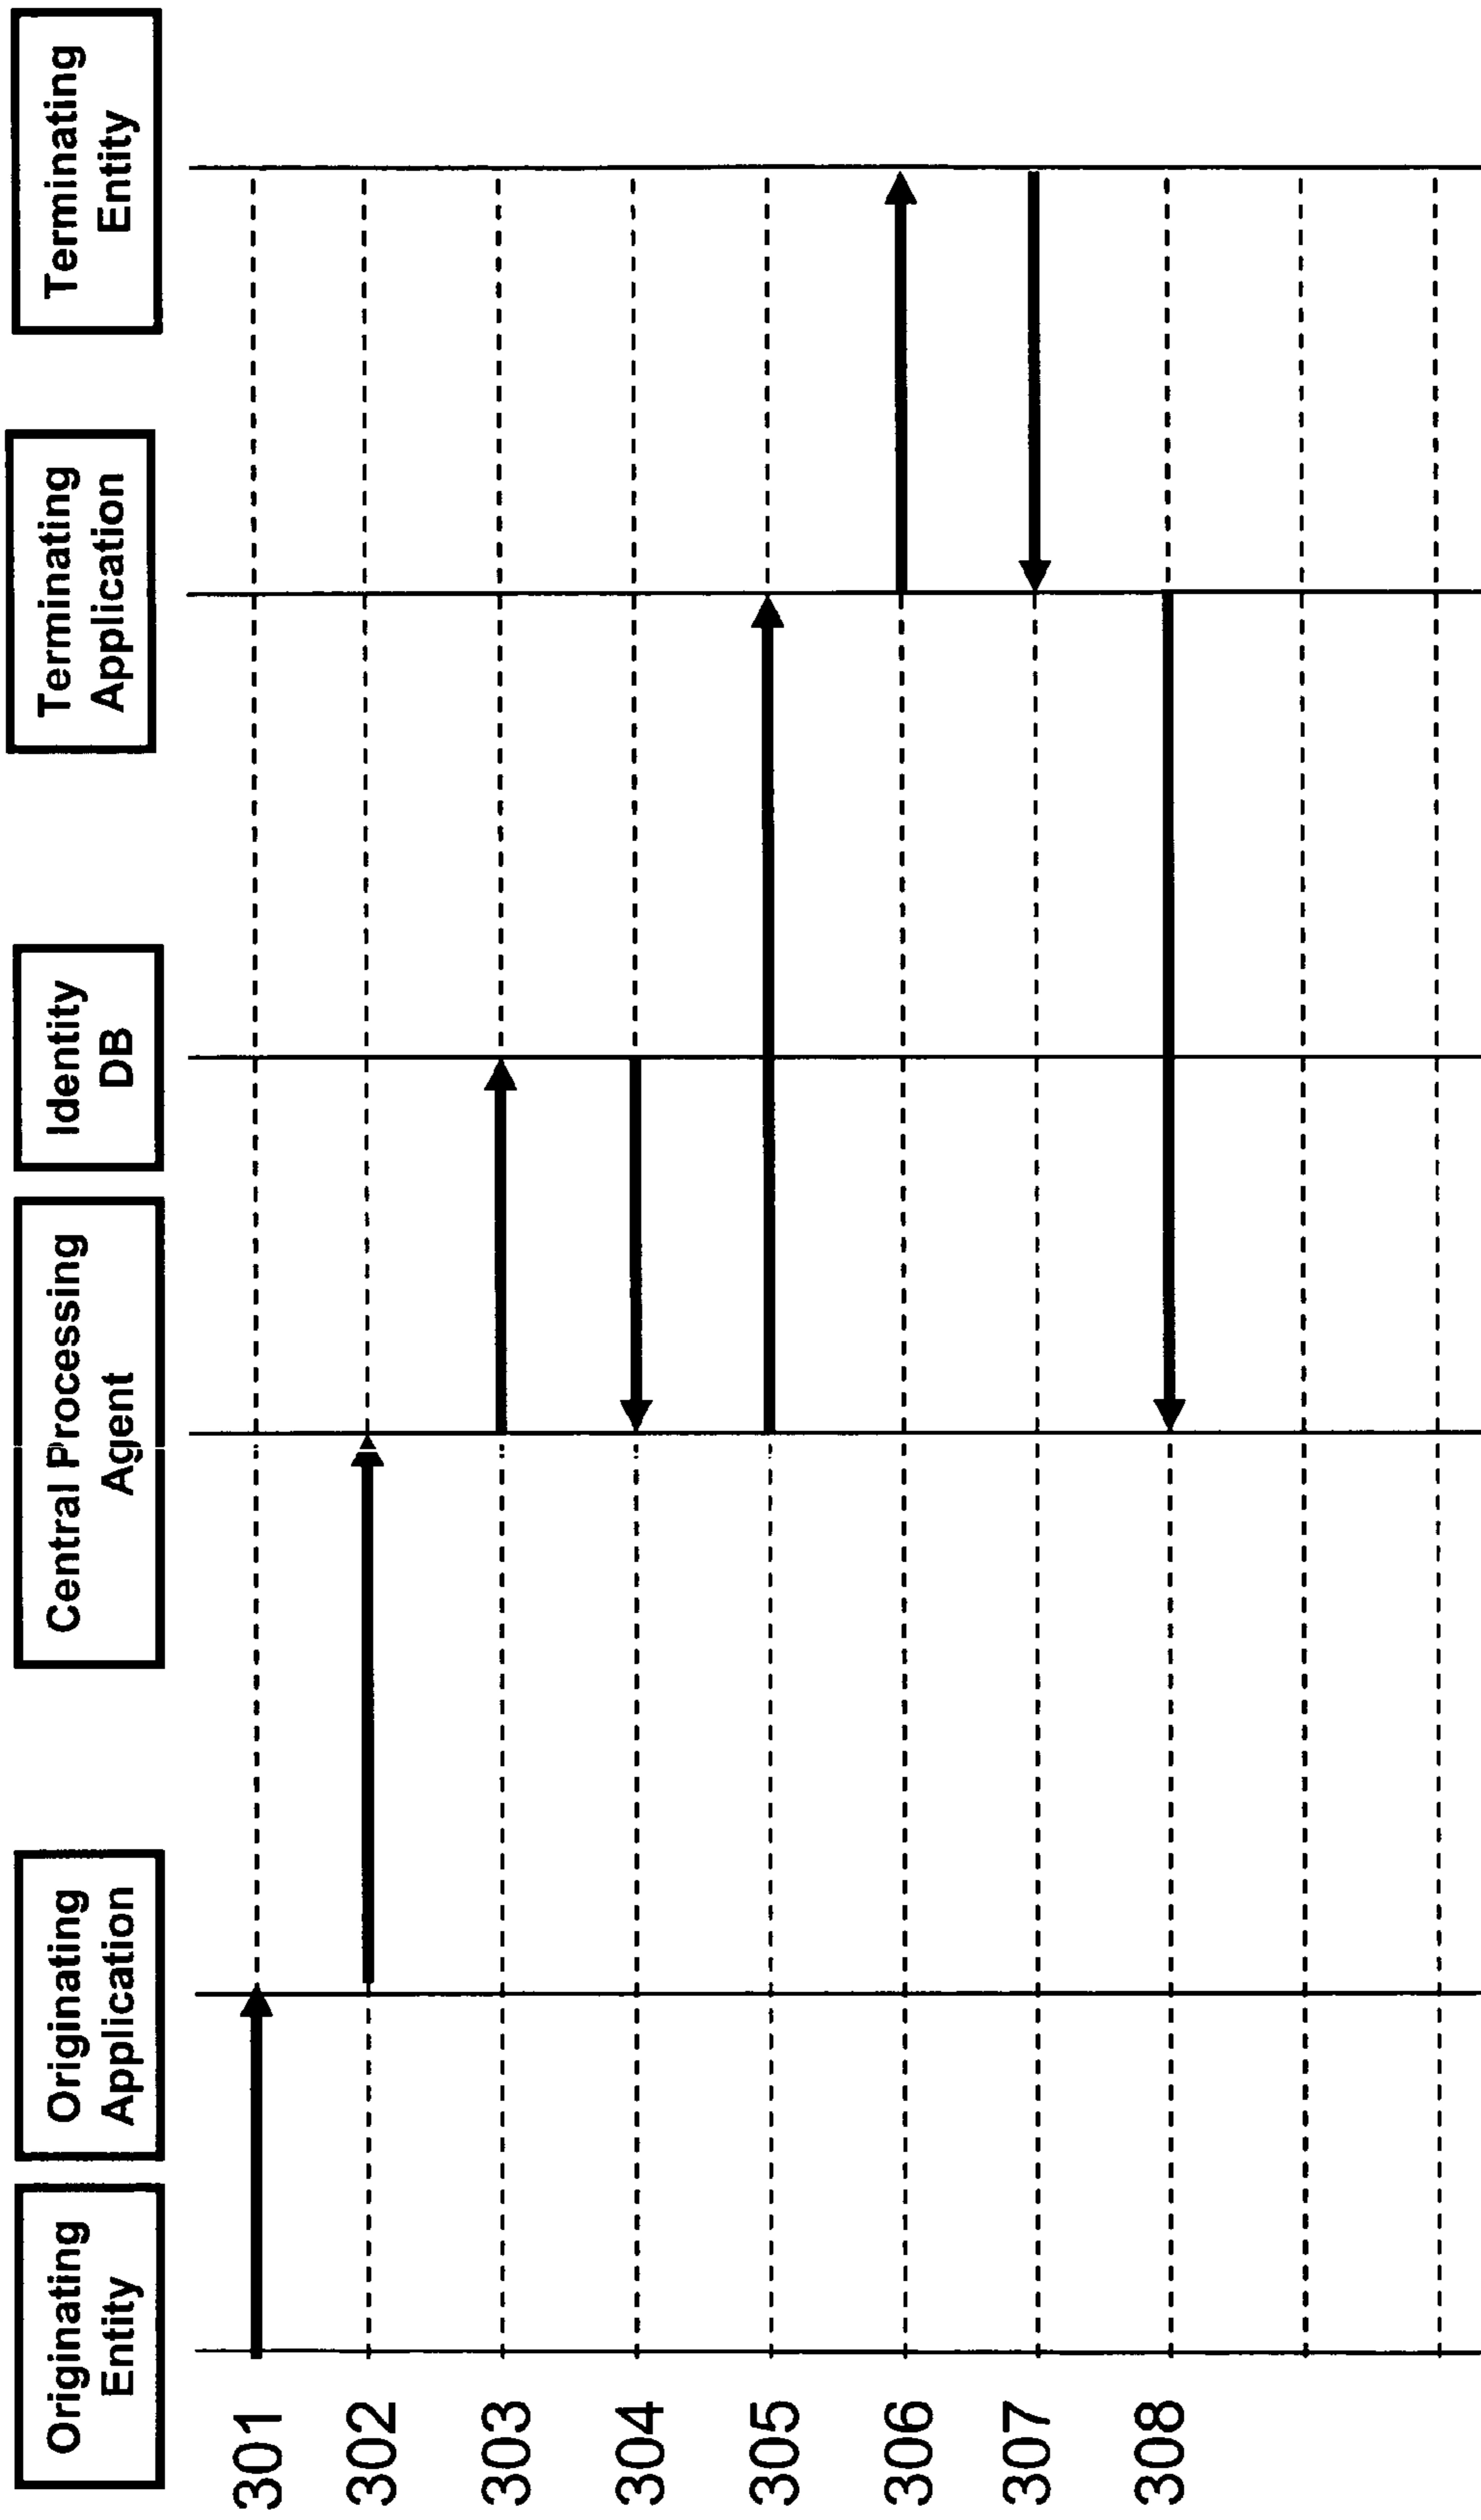 Originating
Entity
Originating
Application
Central Processing
Agent
Identity
DB
Terminating
Application
Terminating
Entity
301
302
303
304
305
306
307
308